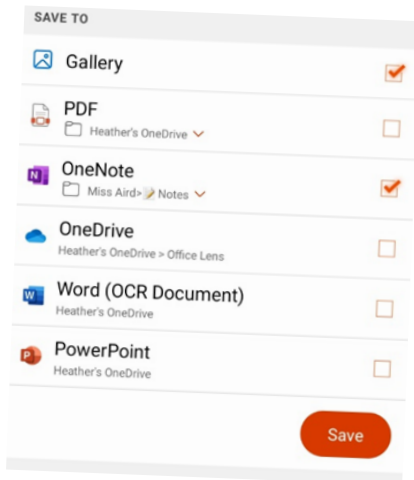 SAVE TO
Gallery
PDF
Heather's OneDrive
N
OneNote
Miss Aird>📝 Notes
OneDrive
Heather's OneDrive > Office Lens
W
Word (OCR Document)
Heather's OneDrive
P
PowerPoint
Heather's OneDrive
Save